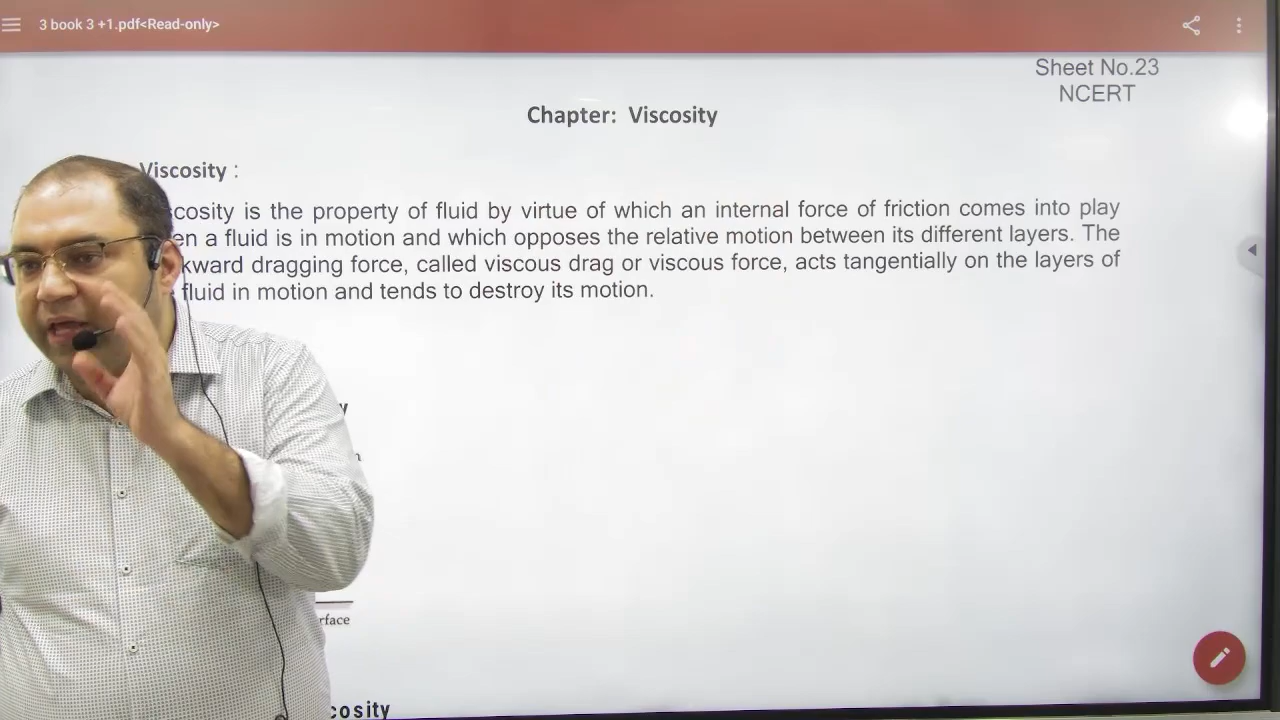 3 book 3 +1.pdf<Read-only>
Sheet No.23
NCERT
Chapter: Viscosity
Viscosity :
cosity is the property of fluid by virtue of which an internal force of friction comes into play
en a fluid is in motion and which opposes the relative motion between its different layers. The
kward dragging force, called viscous drag or viscous force, acts tangentially on the layers of
fluid in motion and tends to destroy its motion.
y
n
rface
cosity